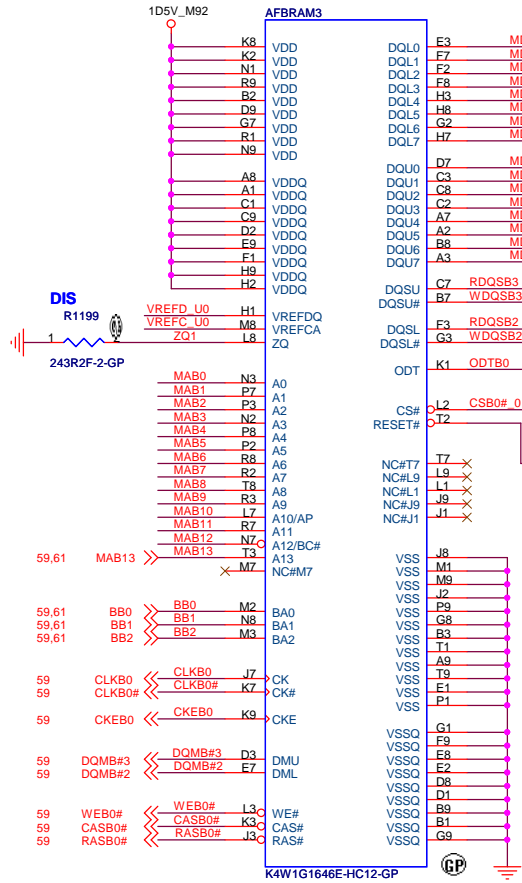 1D5V_M92 AFBRAM3
K8 VDD DQL0 E3
K2 VDD DQL1 F7
N1 VDD DQL2 F2
R9 VDD DQL3 F8
B2 VDD DQL4 H3
D9 VDD DQL5 H8
G7 VDD DQL6 G2
R1 VDD DQL7 H7
N9 VDD
DQU0 D7
A8 VDDQ DQU1 C3
A1 VDDQ DQU2 C8
C1 VDDQ DQU3 C2
C9 VDDQ DQU4 A7
D2 VDDQ DQU5 A2
E9 VDDQ DQU6 B8
F1 VDDQ DQU7 A3
H9 VDDQ
H2 VDDQ
DQSU C7 RDQSB3
DQSU# B7 WDQSB3
DIS
R1199
VREFD_U0 H1 VREFDQ
VREFC_U0 M8 VREFCA DQSL F3 RDQSB2
1 2 ZQ1 L8 ZQ DQSL# G3 WDQSB2
243R2F-2-GP
ODT K1 ODTB0
MAB0 N3 A0
MAB1 P7 A1
MAB2 P3 A2 CS# L2 CSB0#_0
MAB3 N2 A3 RESET# T2
MAB4 P8 A4
MAB5 P2 A5
MAB6 R8 A6 NC#T7 T7
MAB7 R2 A7 NC#L9 L9
MAB8 T8 A8 NC#L1 L1
MAB9 R3 A9 NC#J9 J9
MAB10 L7 A10/AP NC#J1 J1
MAB11 R7 A11
MAB12 N7 A12/BC#
59,61 MAB13 MAB13 T3 A13 VSS J8
M7 NC#M7 VSS M1
VSS M9
VSS J2
59,61 BB0 BB0 M2 BA0 VSS P9
59,61 BB1 BB1 N8 BA1 VSS G8
59,61 BB2 BB2 M3 BA2 VSS B3
VSS T1
VSS A9
59 CLKB0 CLKB0 J7 CK VSS T9
59 CLKB0# CLKB0# K7 CK# VSS E1
VSS P1
59 CKEB0 CKEB0 K9 CKE
VSSQ G1
VSSQ F9
59 DQMB#3 DQMB#3 D3 DMU VSSQ E8
59 DQMB#2 DQMB#2 E7 DML VSSQ E2
VSSQ D8
VSSQ D1
59 WEB0# WEB0# L3 WE# VSSQ B9
59 CASB0# CASB0# K3 CAS# VSSQ B1
59 RASB0# RASB0# J3 RAS# VSSQ G9
GP
K4W1G1646E-HC12-GP